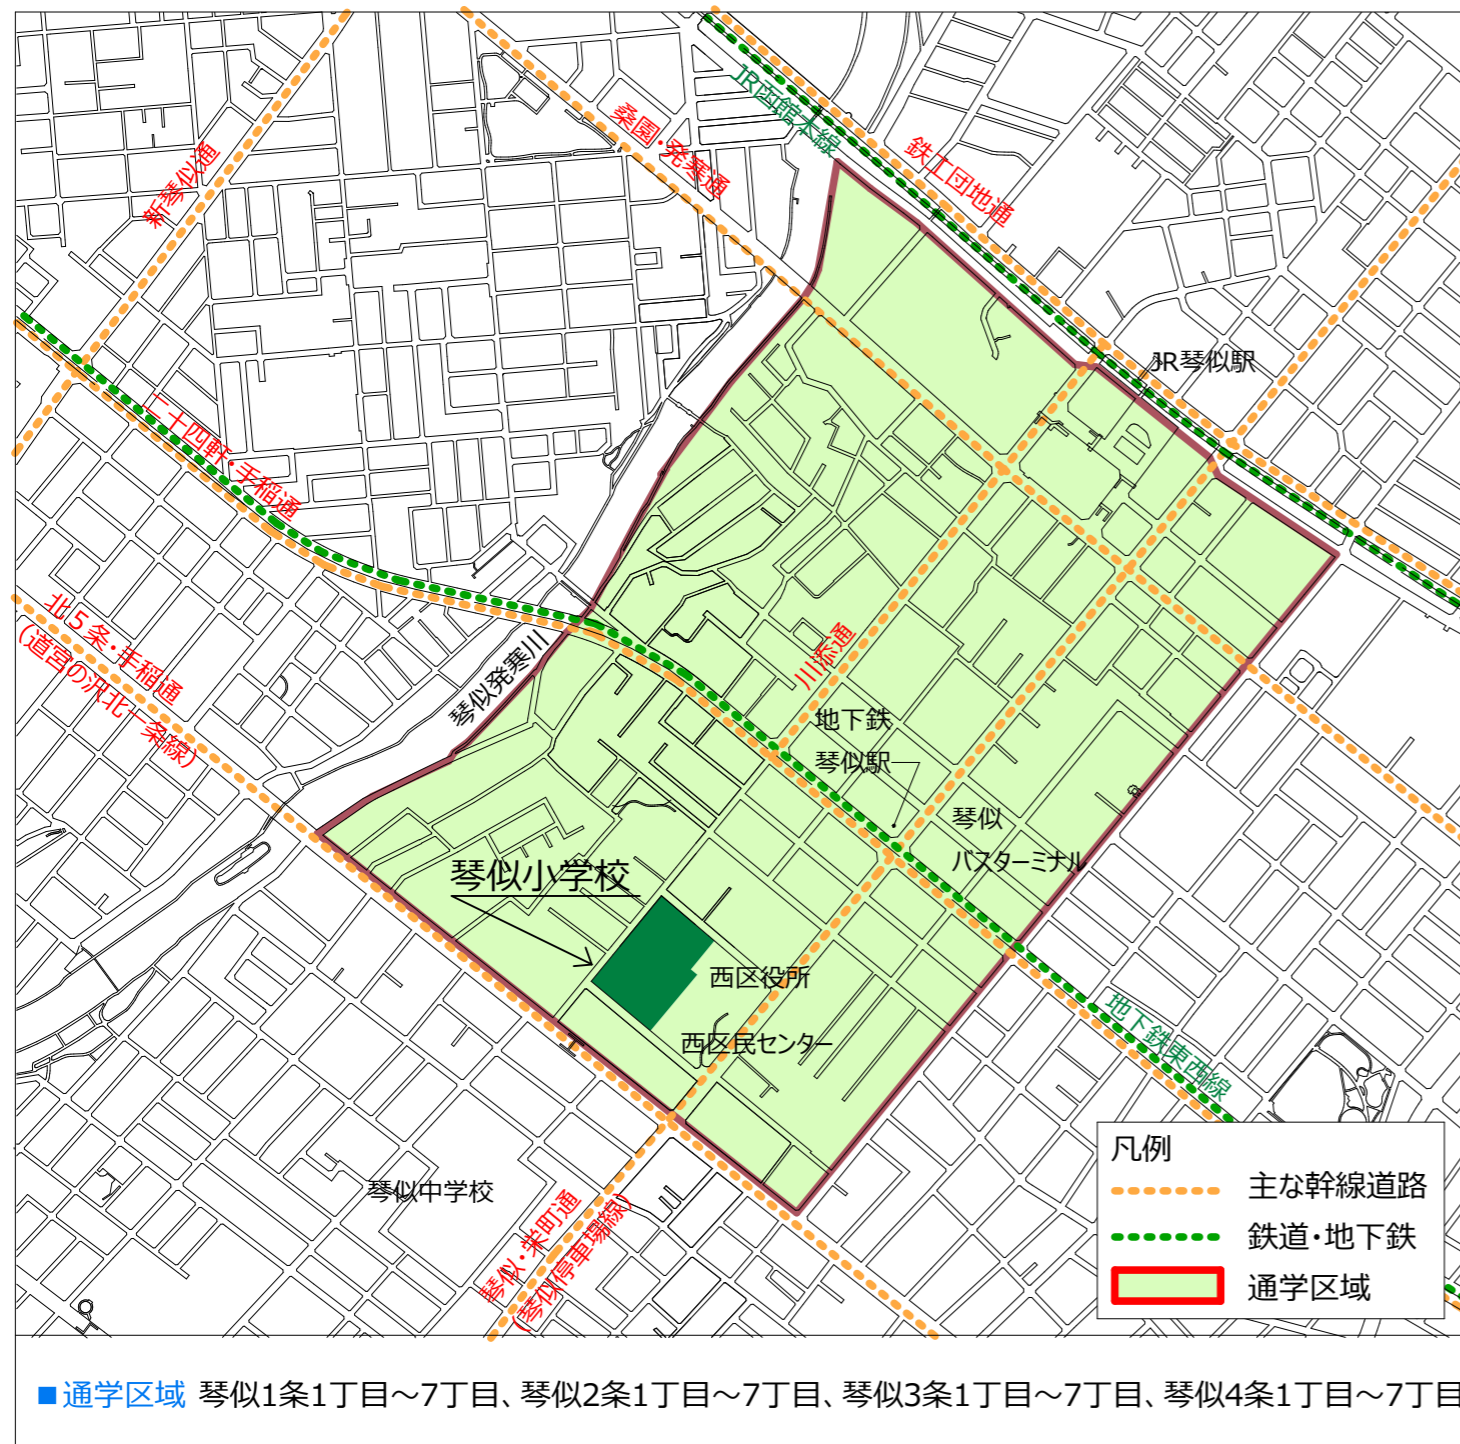 JR函館本線
鉄工団地通
桑園・発寒通
新琴似通
JR琴似駅
二十四軒・手稲通
北5条・手稲通
(道宮の沢北一条線)
琴似発寒川
川添通
地下鉄
琴似駅
琴似
バスターミナル
琴似小学校
西区役所
西区民センター
地下鉄東西線
琴似中学校
琴似・栄町通
(琴似停車場線)
凡例
主な幹線道路
鉄道・地下鉄
通学区域
■通学区域 琴似1条1丁目～7丁目、琴似2条1丁目～7丁目、琴似3条1丁目～7丁目、琴似4条1丁目～7丁目